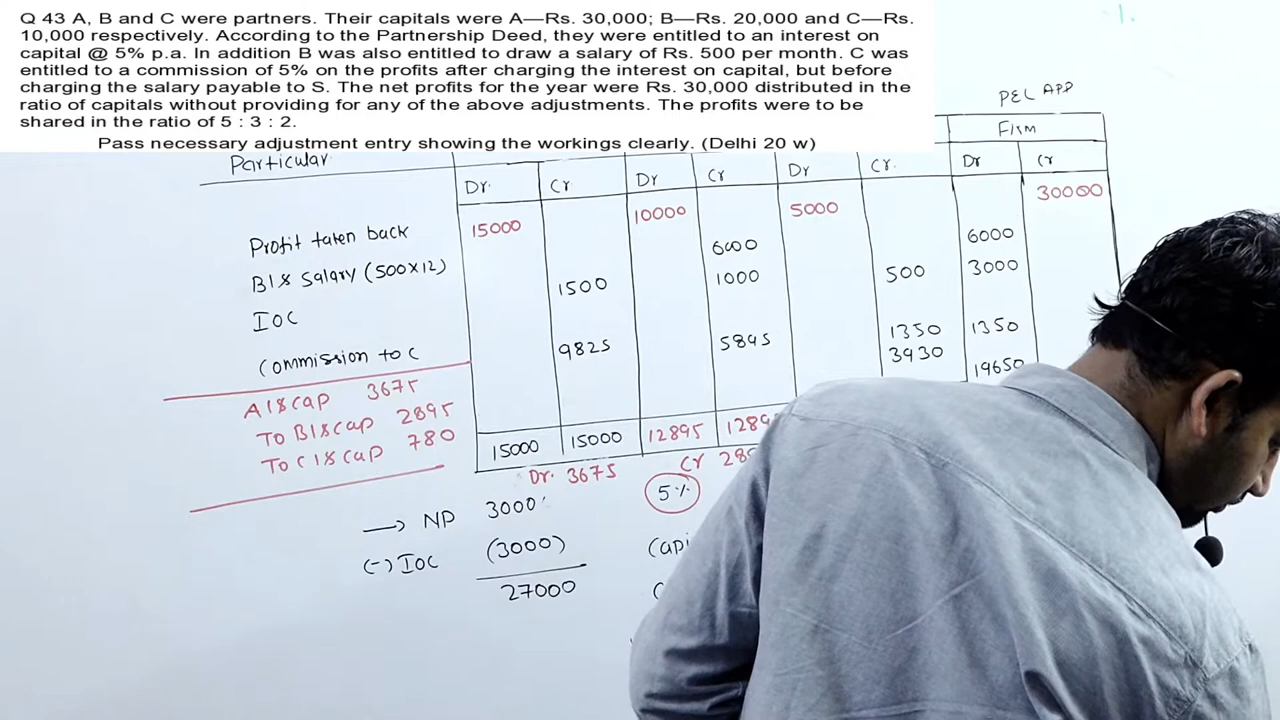 Q 43 A, B and C were partners. Their capitals were A—Rs. 30,000; B—Rs. 20,000 and C—Rs.
10,000 respectively. According to the Partnership Deed, they were entitled to an interest on
capital @ 5% p.a. In addition B was also entitled to draw a salary of Rs. 500 per month. C was
entitled to a commission of 5% on the profits after charging the interest on capital, but before
charging the salary payable to S. The net profits for the year were Rs. 30,000 distributed in the
ratio of capitals without providing for any of the above adjustments. The profits were to be
shared in the ratio of 5 : 3 : 2.
Pass necessary adjustment entry showing the workings clearly. (Delhi 20 w)
P&L APP
Firm
Particular Dr. Cr Dr Cr Dr Cr. Dr Cr
Profit taken back 15000 10000 5000 30000
B's Salary (500×12) 6000 6000
IOC 1500 1000 500 3000
Commission to C 1350 1350
9825 5895 3930 19650
A's cap 3675
To B's cap 2895
To C's cap 780
15000 15000 12895
Dr. 3675 Cr
5%
→ NP 3000
(-) IOC (3000)
27000